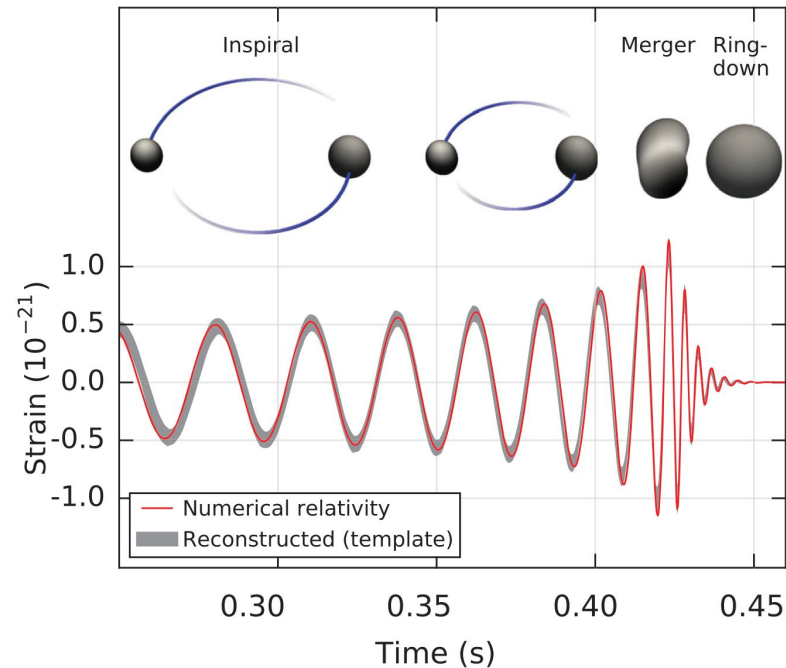 Inspiral
Merger
Ring-
down
1.0
0.5
0.0
-0.5
-1.0
Strain (10⁻²¹)
Numerical relativity
Reconstructed (template)
0.30
0.35
0.40
0.45
Time (s)